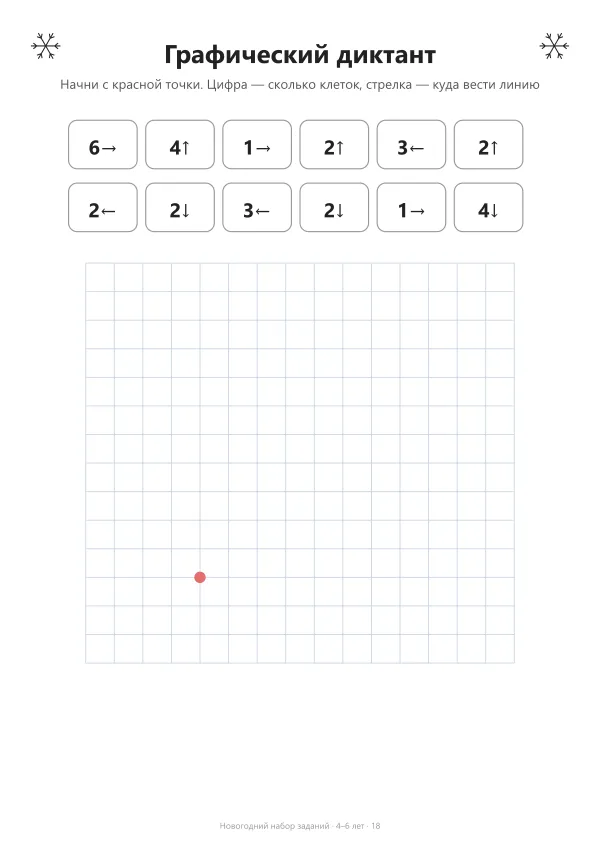 Графический диктант
Начни с красной точки. Цифра — сколько клеток, стрелка — куда вести линию
6→ 4↑ 1→ 2↑ 3← 2↑
2← 2↓ 3← 2↓ 1→ 4↓
Новогодний набор заданий · 4–6 лет · 18